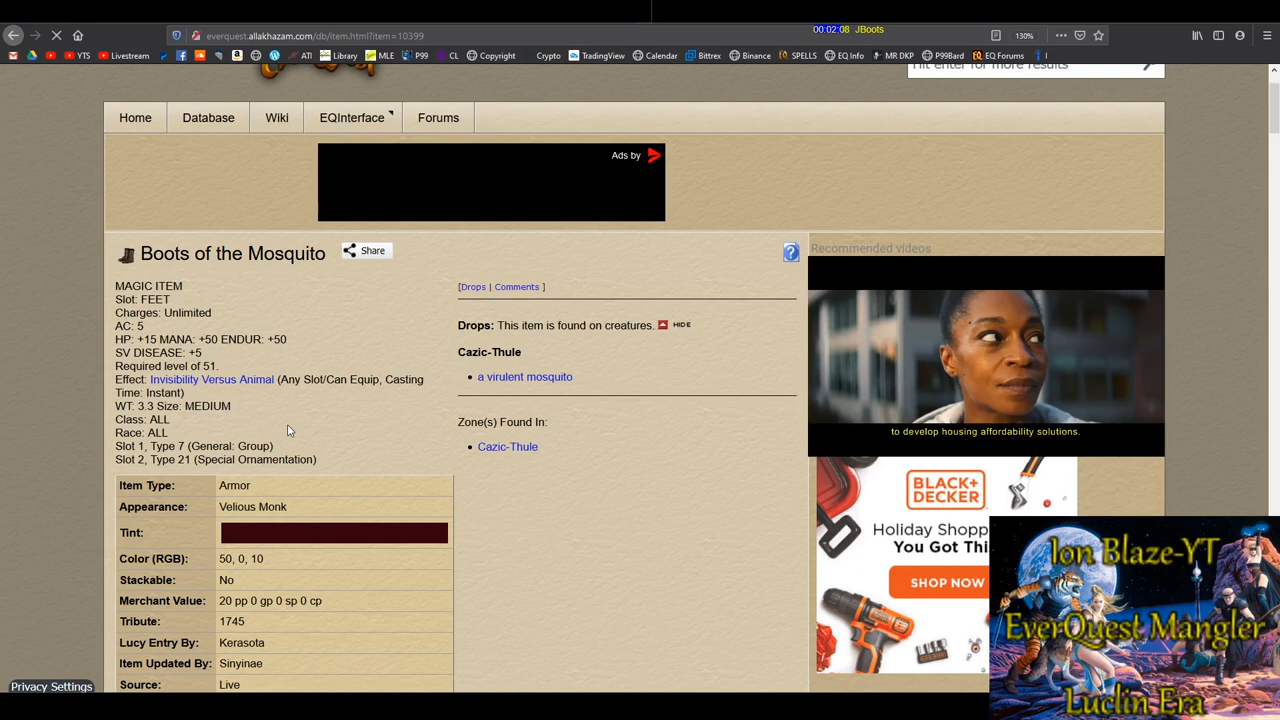 00:02:08 JBoots
everquest.allakhazam.com/db/item.html?item=10399
130%
YTS Livestream ATI Library MLE P99 CL Copyright Crypto TradingView Calendar Bittrex Binance SPELLS EQ Info MR DKP P99Bard EQ Forums
Hit enter for more results
Home Database Wiki EQInterface Forums
Ads by
Boots of the Mosquito
Share
MAGIC ITEM
Slot: FEET
Charges: Unlimited
AC: 5
HP: +15 MANA: +50 ENDUR: +50
SV DISEASE: +5
Required level of 51.
Effect: Invisibility Versus Animal (Any Slot/Can Equip, Casting
Time: Instant)
WT: 3.3 Size: MEDIUM
Class: ALL
Race: ALL
Slot 1, Type 7 (General: Group)
Slot 2, Type 21 (Special Ornamentation)
Item Type: Armor
Appearance: Velious Monk
Tint:
Color (RGB): 50, 0, 10
Stackable: No
Merchant Value: 20 pp 0 gp 0 sp 0 cp
Tribute: 1745
Lucy Entry By: Kerasota
Item Updated By: Sinyinae
Source: Live
[Drops | Comments ]
Drops: This item is found on creatures. HIDE
Cazic-Thule
• a virulent mosquito
Zone(s) Found In:
• Cazic-Thule
Recommended videos
to develop housing affordability solutions.
BLACK+
DECKER
Holiday Shopp
You Got Thi
SHOP NOW
Ion Blaze-YT
EverQuest Mangler
Luclin Era
Privacy Settings